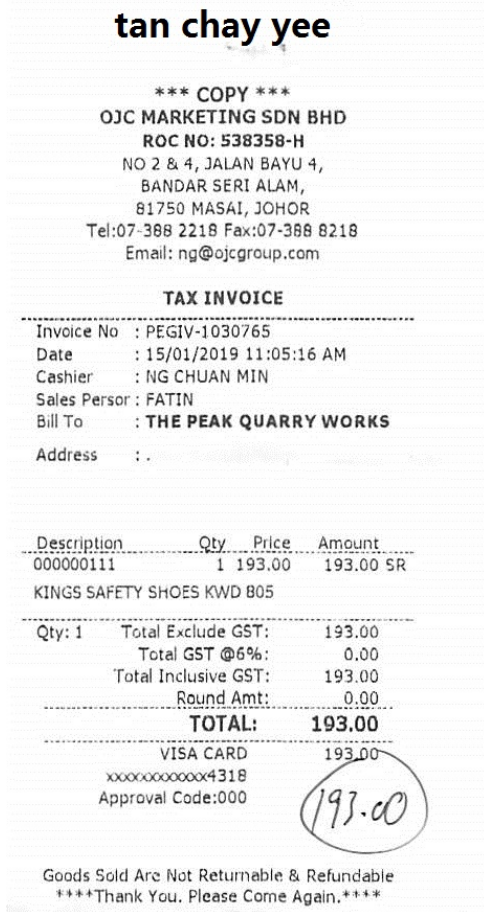 tan chay yee
*** COPY ***
OJC MARKETING SDN BHD
ROC NO: 538358-H
NO 2 & 4, JALAN BAYU 4,
BANDAR SERI ALAM,
81750 MASAI, JOHOR
Tel:07-388 2218 Fax:07-388 8218
Email: ng@ojcgroup.com
TAX INVOICE
Invoice No : PEGIV-1030765
Date : 15/01/2019 11:05:16 AM
Cashier : NG CHUAN MIN
Sales Persor : FATIN
Bill To : THE PEAK QUARRY WORKS
Address : .
Description Qty Price Amount
000000111 1 193.00 193.00 SR
KINGS SAFETY SHOES KWD 805
Qty: 1 Total Exclude GST: 193.00
Total GST @6%: 0.00
Total Inclusive GST: 193.00
Round Amt: 0.00
TOTAL: 193.00
VISA CARD 193.00
xxxxxxxxxxxx4318
Approval Code:000
193.00
Goods Sold Are Not Returnable & Refundable
****Thank You. Please Come Again.****